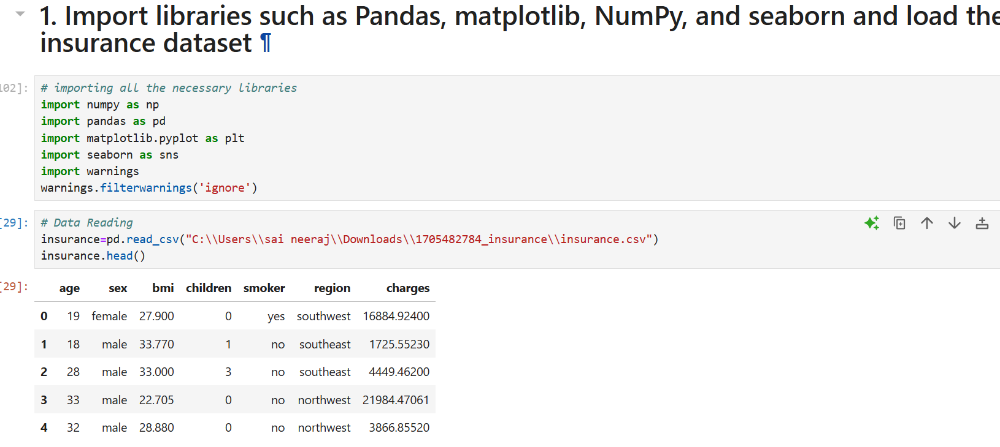 1. Import libraries such as Pandas, matplotlib, NumPy, and seaborn and load the
insurance dataset ¶
102]:
# importing all the necessary libraries
import numpy as np
import pandas as pd
import matplotlib.pyplot as plt
import seaborn as sns
import warnings
warnings.filterwarnings('ignore')
[29]:
# Data Reading
insurance=pd.read_csv("C:\\Users\\sai neeraj\\Downloads\\1705482784_insurance\\insurance.csv")
insurance.head()
[29]:
age sex bmi children smoker region charges
0 19 female 27.900 0 yes southwest 16884.92400
1 18 male 33.770 1 no southeast 1725.55230
2 28 male 33.000 3 no southeast 4449.46200
3 33 male 22.705 0 no northwest 21984.47061
4 32 male 28.880 0 no northwest 3866.85520